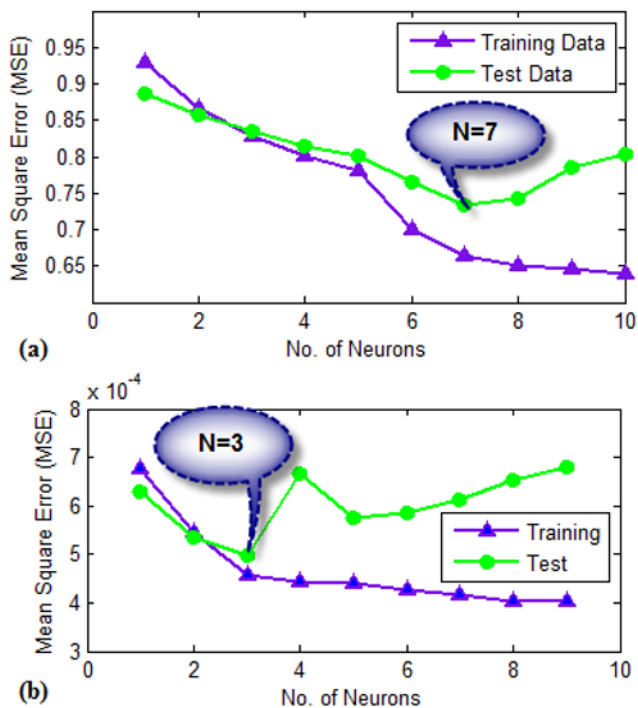 Mean Square Error (MSE)
0.95
0.9
0.85
0.8
0.75
0.7
0.65
Training Data
Test Data
N=7
0 2 4 6 8 10
No. of Neurons
(a)
x 10^-4
Mean Square Error (MSE)
8
7
6
5
4
3
N=3
Training
Test
0 2 4 6 8 10
No. of Neurons
(b)